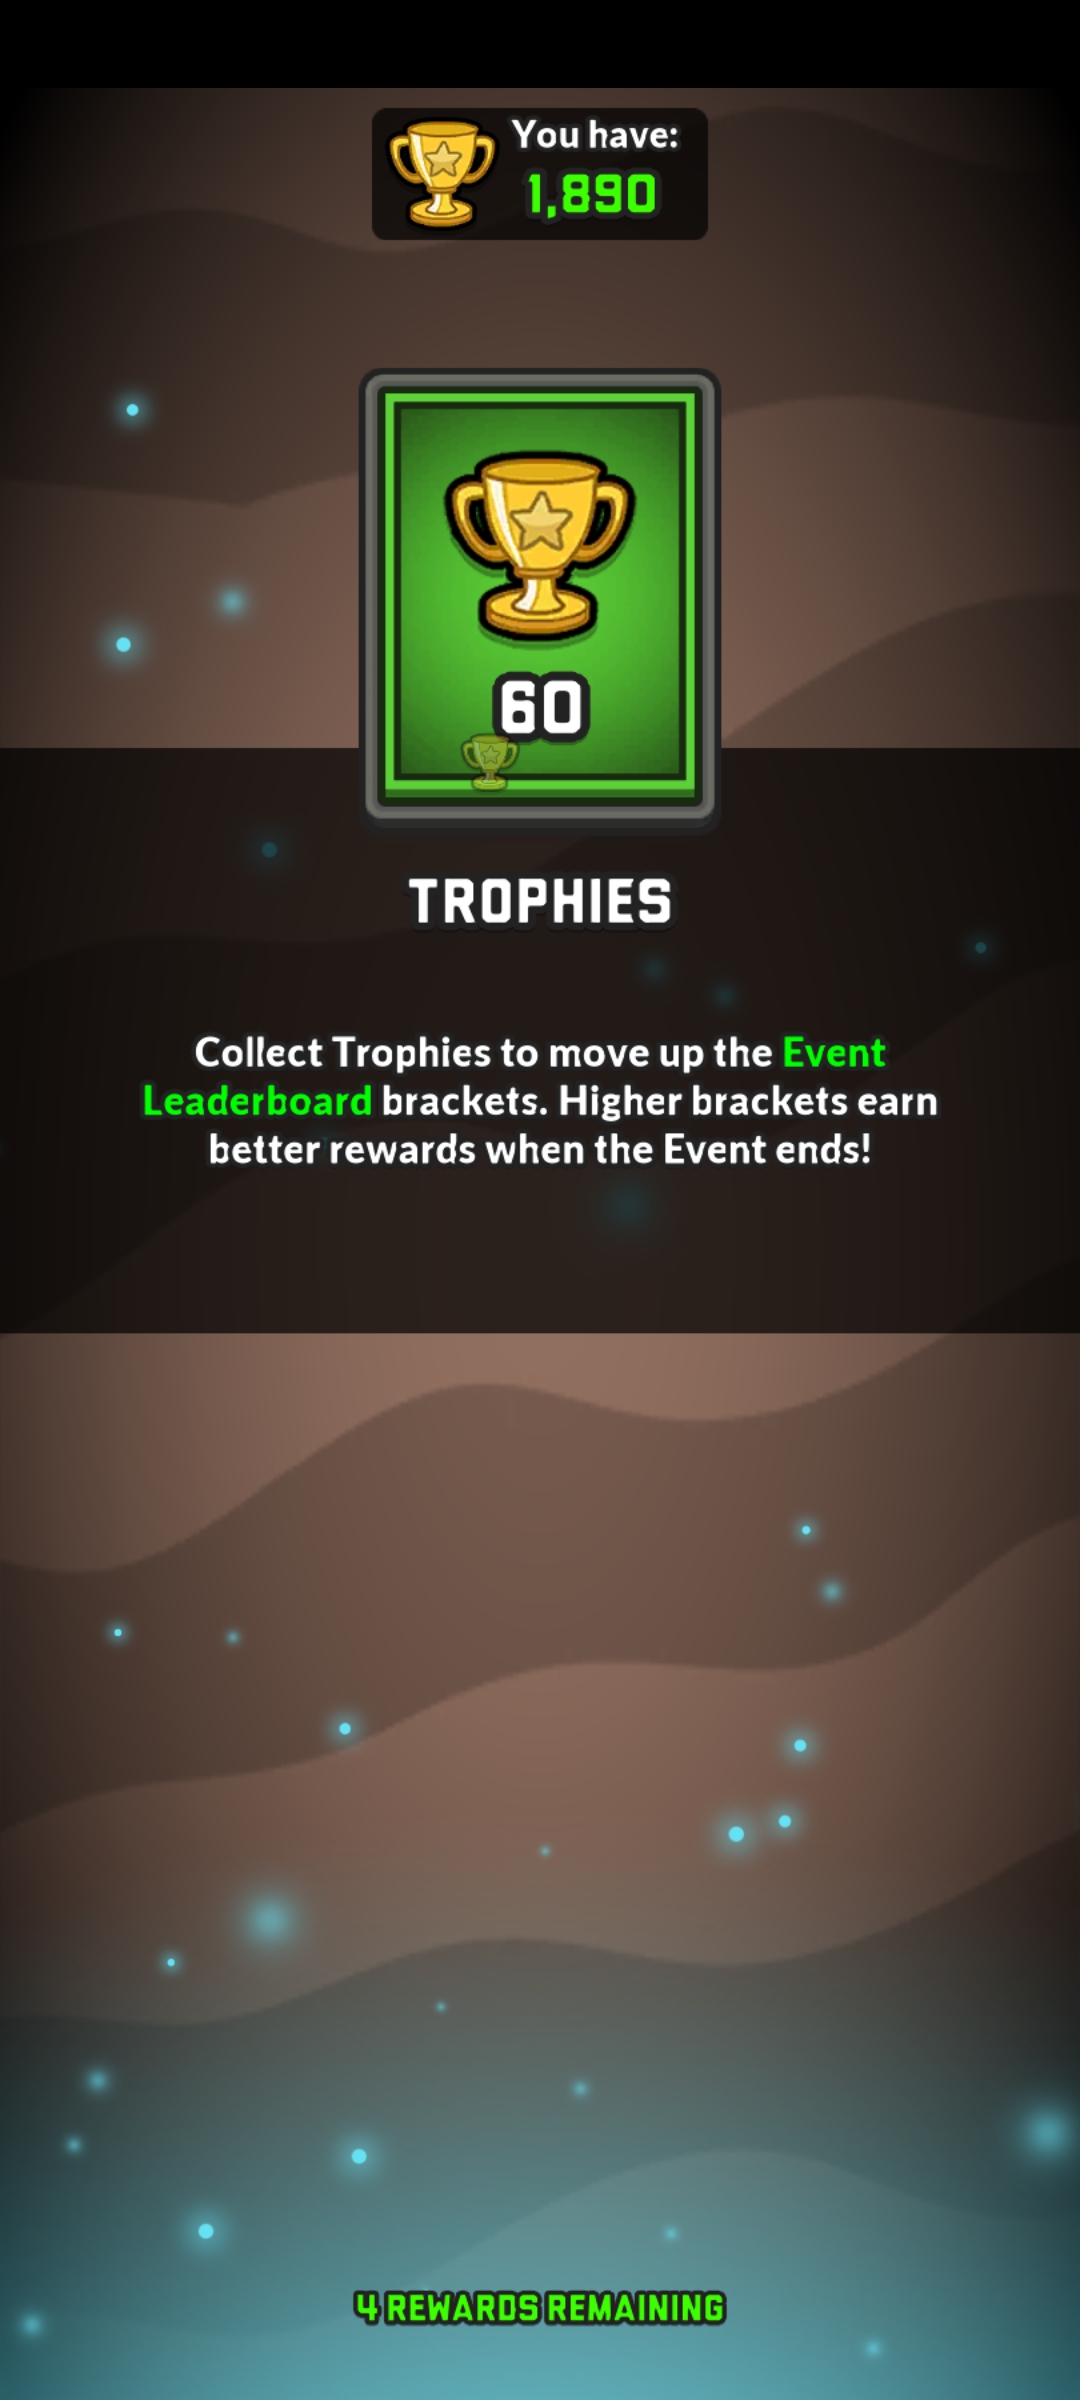 You have:
1,890
60
TROPHIES
Collect Trophies to move up the Event
Leaderboard brackets. Higher brackets earn
better rewards when the Event ends!
4 REWARDS REMAINING